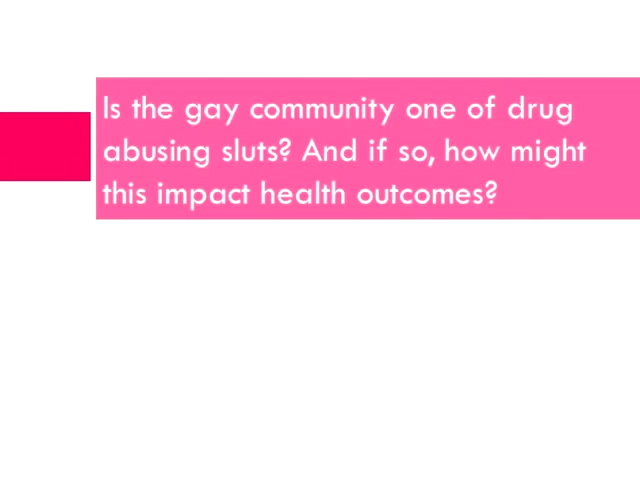 Is the gay community one of drug
abusing sluts? And if so, how might
this impact health outcomes?